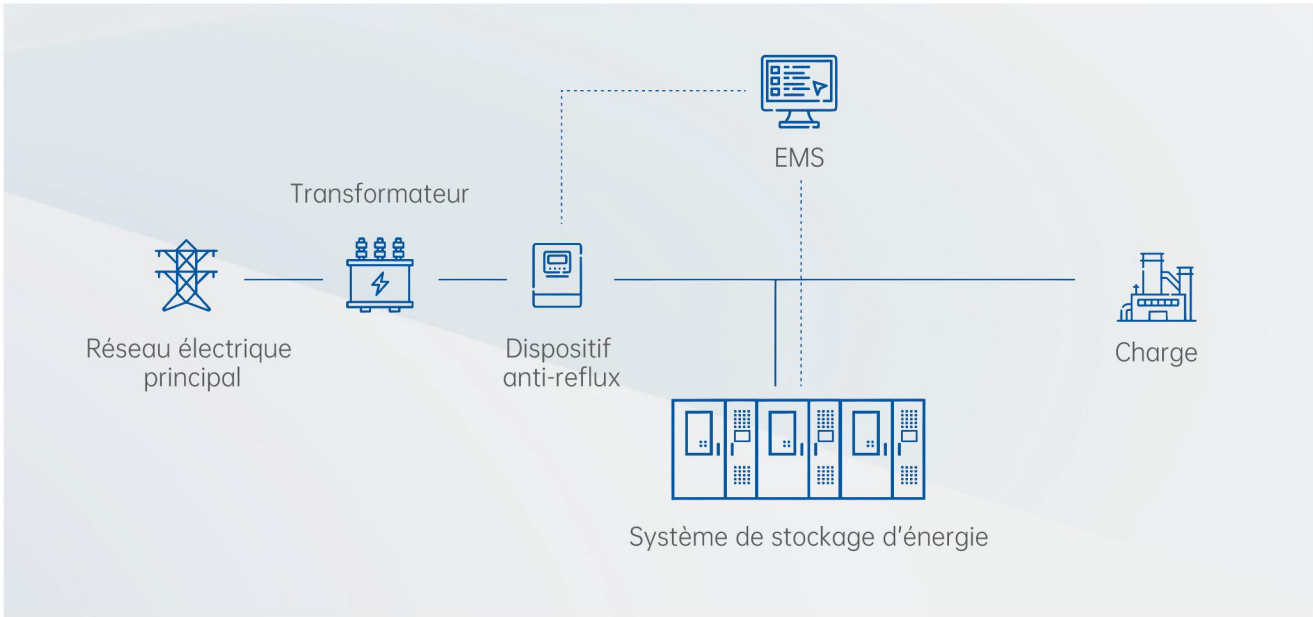 EMS
Transformateur
Réseau électrique
principal
Dispositif
anti-reflux
Charge
Système de stockage d'énergie